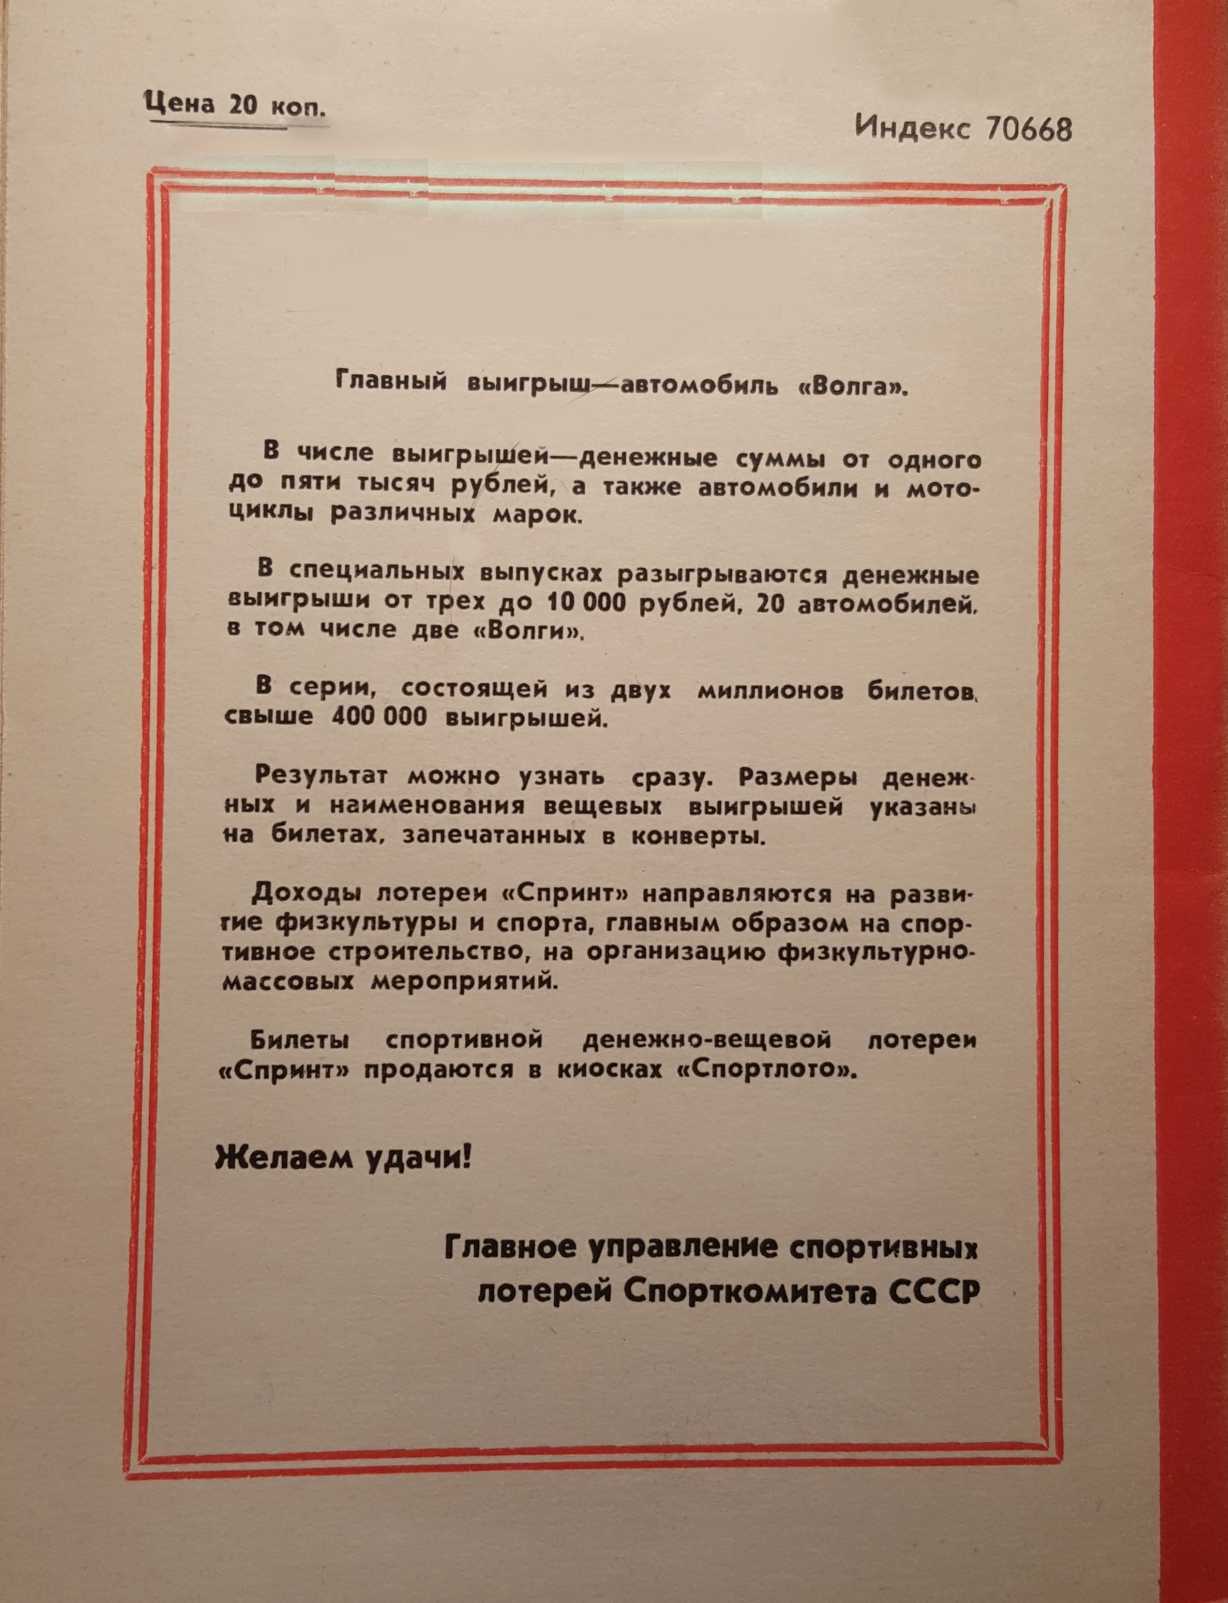 Цена 20 коп.
Индекс 70668
Главный выигрыш—автомобиль «Волга».
В числе выигрышей—денежные суммы от одного
до пяти тысяч рублей, а также автомобили и мото-
циклы различных марок.
В специальных выпусках разыгрываются денежные
выигрыши от трех до 10 000 рублей, 20 автомобилей,
в том числе две «Волги».
В серии, состоящей из двух миллионов билетов,
свыше 400 000 выигрышей.
Результат можно узнать сразу. Размеры денеж-
ных и наименования вещевых выигрышей указаны
на билетах, запечатанных в конверты.
Доходы лотереи «Спринт» направляются на разви-
тие физкультуры и спорта, главным образом на спор-
тивное строительство, на организацию физкультурно-
массовых мероприятий.
Билеты спортивной денежно-вещевой лотереи
«Спринт» продаются в киосках «Спортлото».
Желаем удачи!
Главное управление спортивных
лотерей Спорткомитета СССР